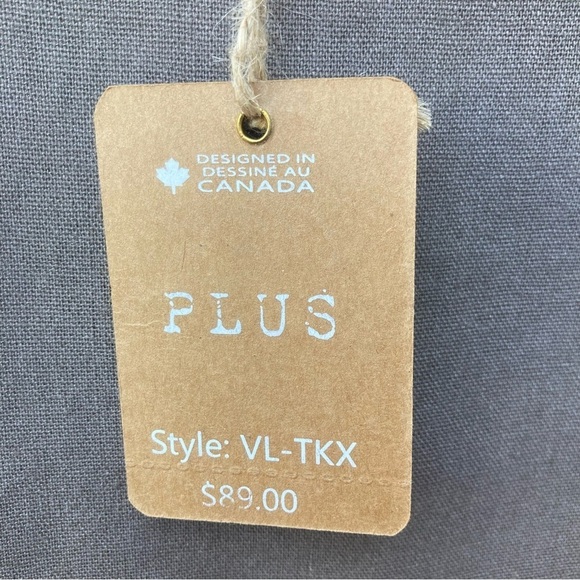 DESIGNED IN
DESSINÉ AU
CANADA
PLUS
Style: VL-TKX
$89.00